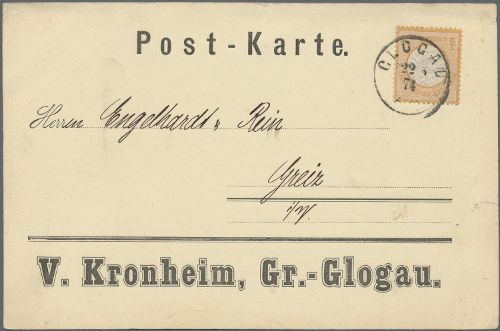 Post-Karte.
GLOGAU
74
Herren Engelhardt u Rein
Greiz
i/V.
V. Kronheim, Gr.-Glogau.